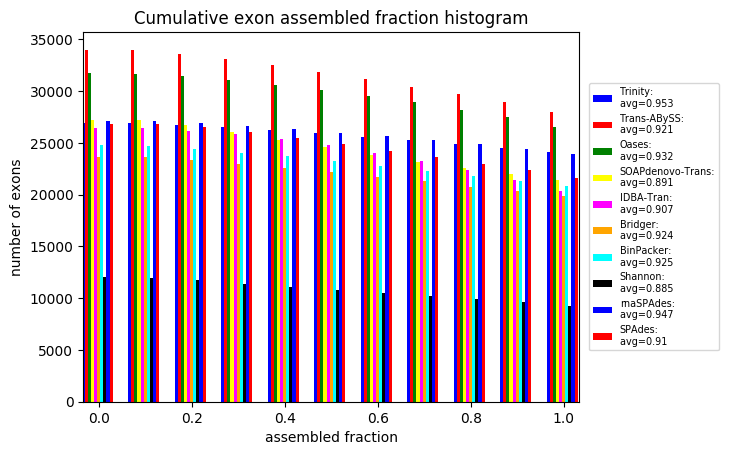 Cumulative exon assembled fraction histogram
number of exons
35000
30000
25000
20000
15000
10000
5000
0
0.0
0.2
0.4
0.6
0.8
1.0
assembled fraction
Trinity:
avg=0.953
Trans-ABySS:
avg=0.921
Oases:
avg=0.932
SOAPdenovo-Trans:
avg=0.891
IDBA-Tran:
avg=0.907
Bridger:
avg=0.924
BinPacker:
avg=0.925
Shannon:
avg=0.885
rnaSPAdes:
avg=0.947
SPAdes:
avg=0.91